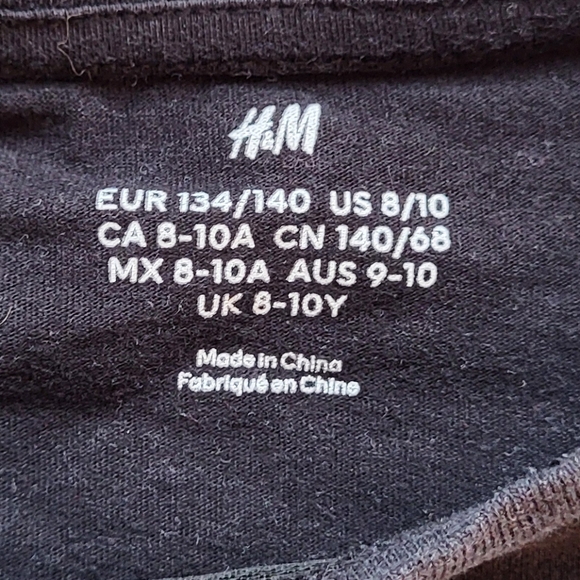 H&M
EUR 134/140 US 8/10
CA 8-10A CN 140/68
MX 8-10A AUS 9-10
UK 8-10Y
Made in China
Fabriqué en Chine